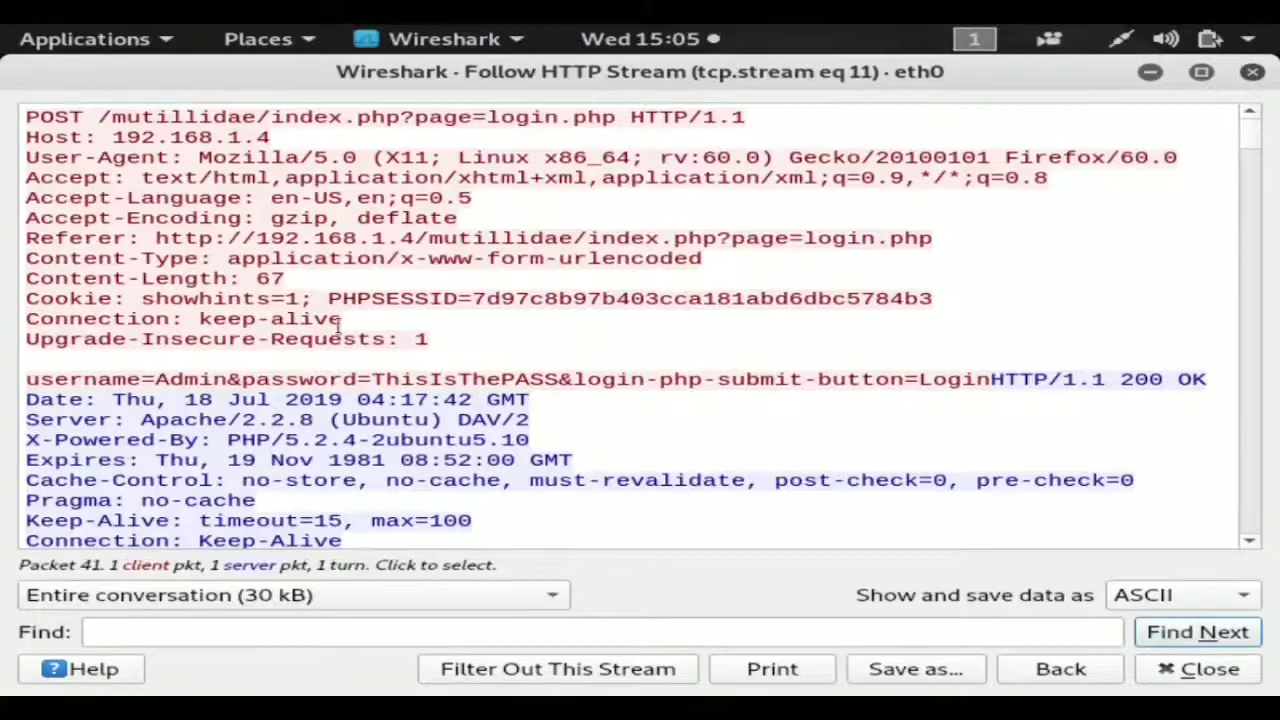 Applications Places Wireshark Wed 15:05 1
Wireshark · Follow HTTP Stream (tcp.stream eq 11) · eth0
POST /mutillidae/index.php?page=login.php HTTP/1.1
Host: 192.168.1.4
User-Agent: Mozilla/5.0 (X11; Linux x86_64; rv:60.0) Gecko/20100101 Firefox/60.0
Accept: text/html,application/xhtml+xml,application/xml;q=0.9,*/*;q=0.8
Accept-Language: en-US,en;q=0.5
Accept-Encoding: gzip, deflate
Referer: http://192.168.1.4/mutillidae/index.php?page=login.php
Content-Type: application/x-www-form-urlencoded
Content-Length: 67
Cookie: showhints=1; PHPSESSID=7d97c8b97b403cca181abd6dbc5784b3
Connection: keep-alive
Upgrade-Insecure-Requests: 1
username=Admin&password=ThisIsThePASS&login-php-submit-button=LoginHTTP/1.1 200 OK
Date: Thu, 18 Jul 2019 04:17:42 GMT
Server: Apache/2.2.8 (Ubuntu) DAV/2
X-Powered-By: PHP/5.2.4-2ubuntu5.10
Expires: Thu, 19 Nov 1981 08:52:00 GMT
Cache-Control: no-store, no-cache, must-revalidate, post-check=0, pre-check=0
Pragma: no-cache
Keep-Alive: timeout=15, max=100
Connection: Keep-Alive
Packet 41. 1 client pkt, 1 server pkt, 1 turn. Click to select.
Entire conversation (30 kB) Show and save data as ASCII
Find: Find Next
Help Filter Out This Stream Print Save as... Back Close